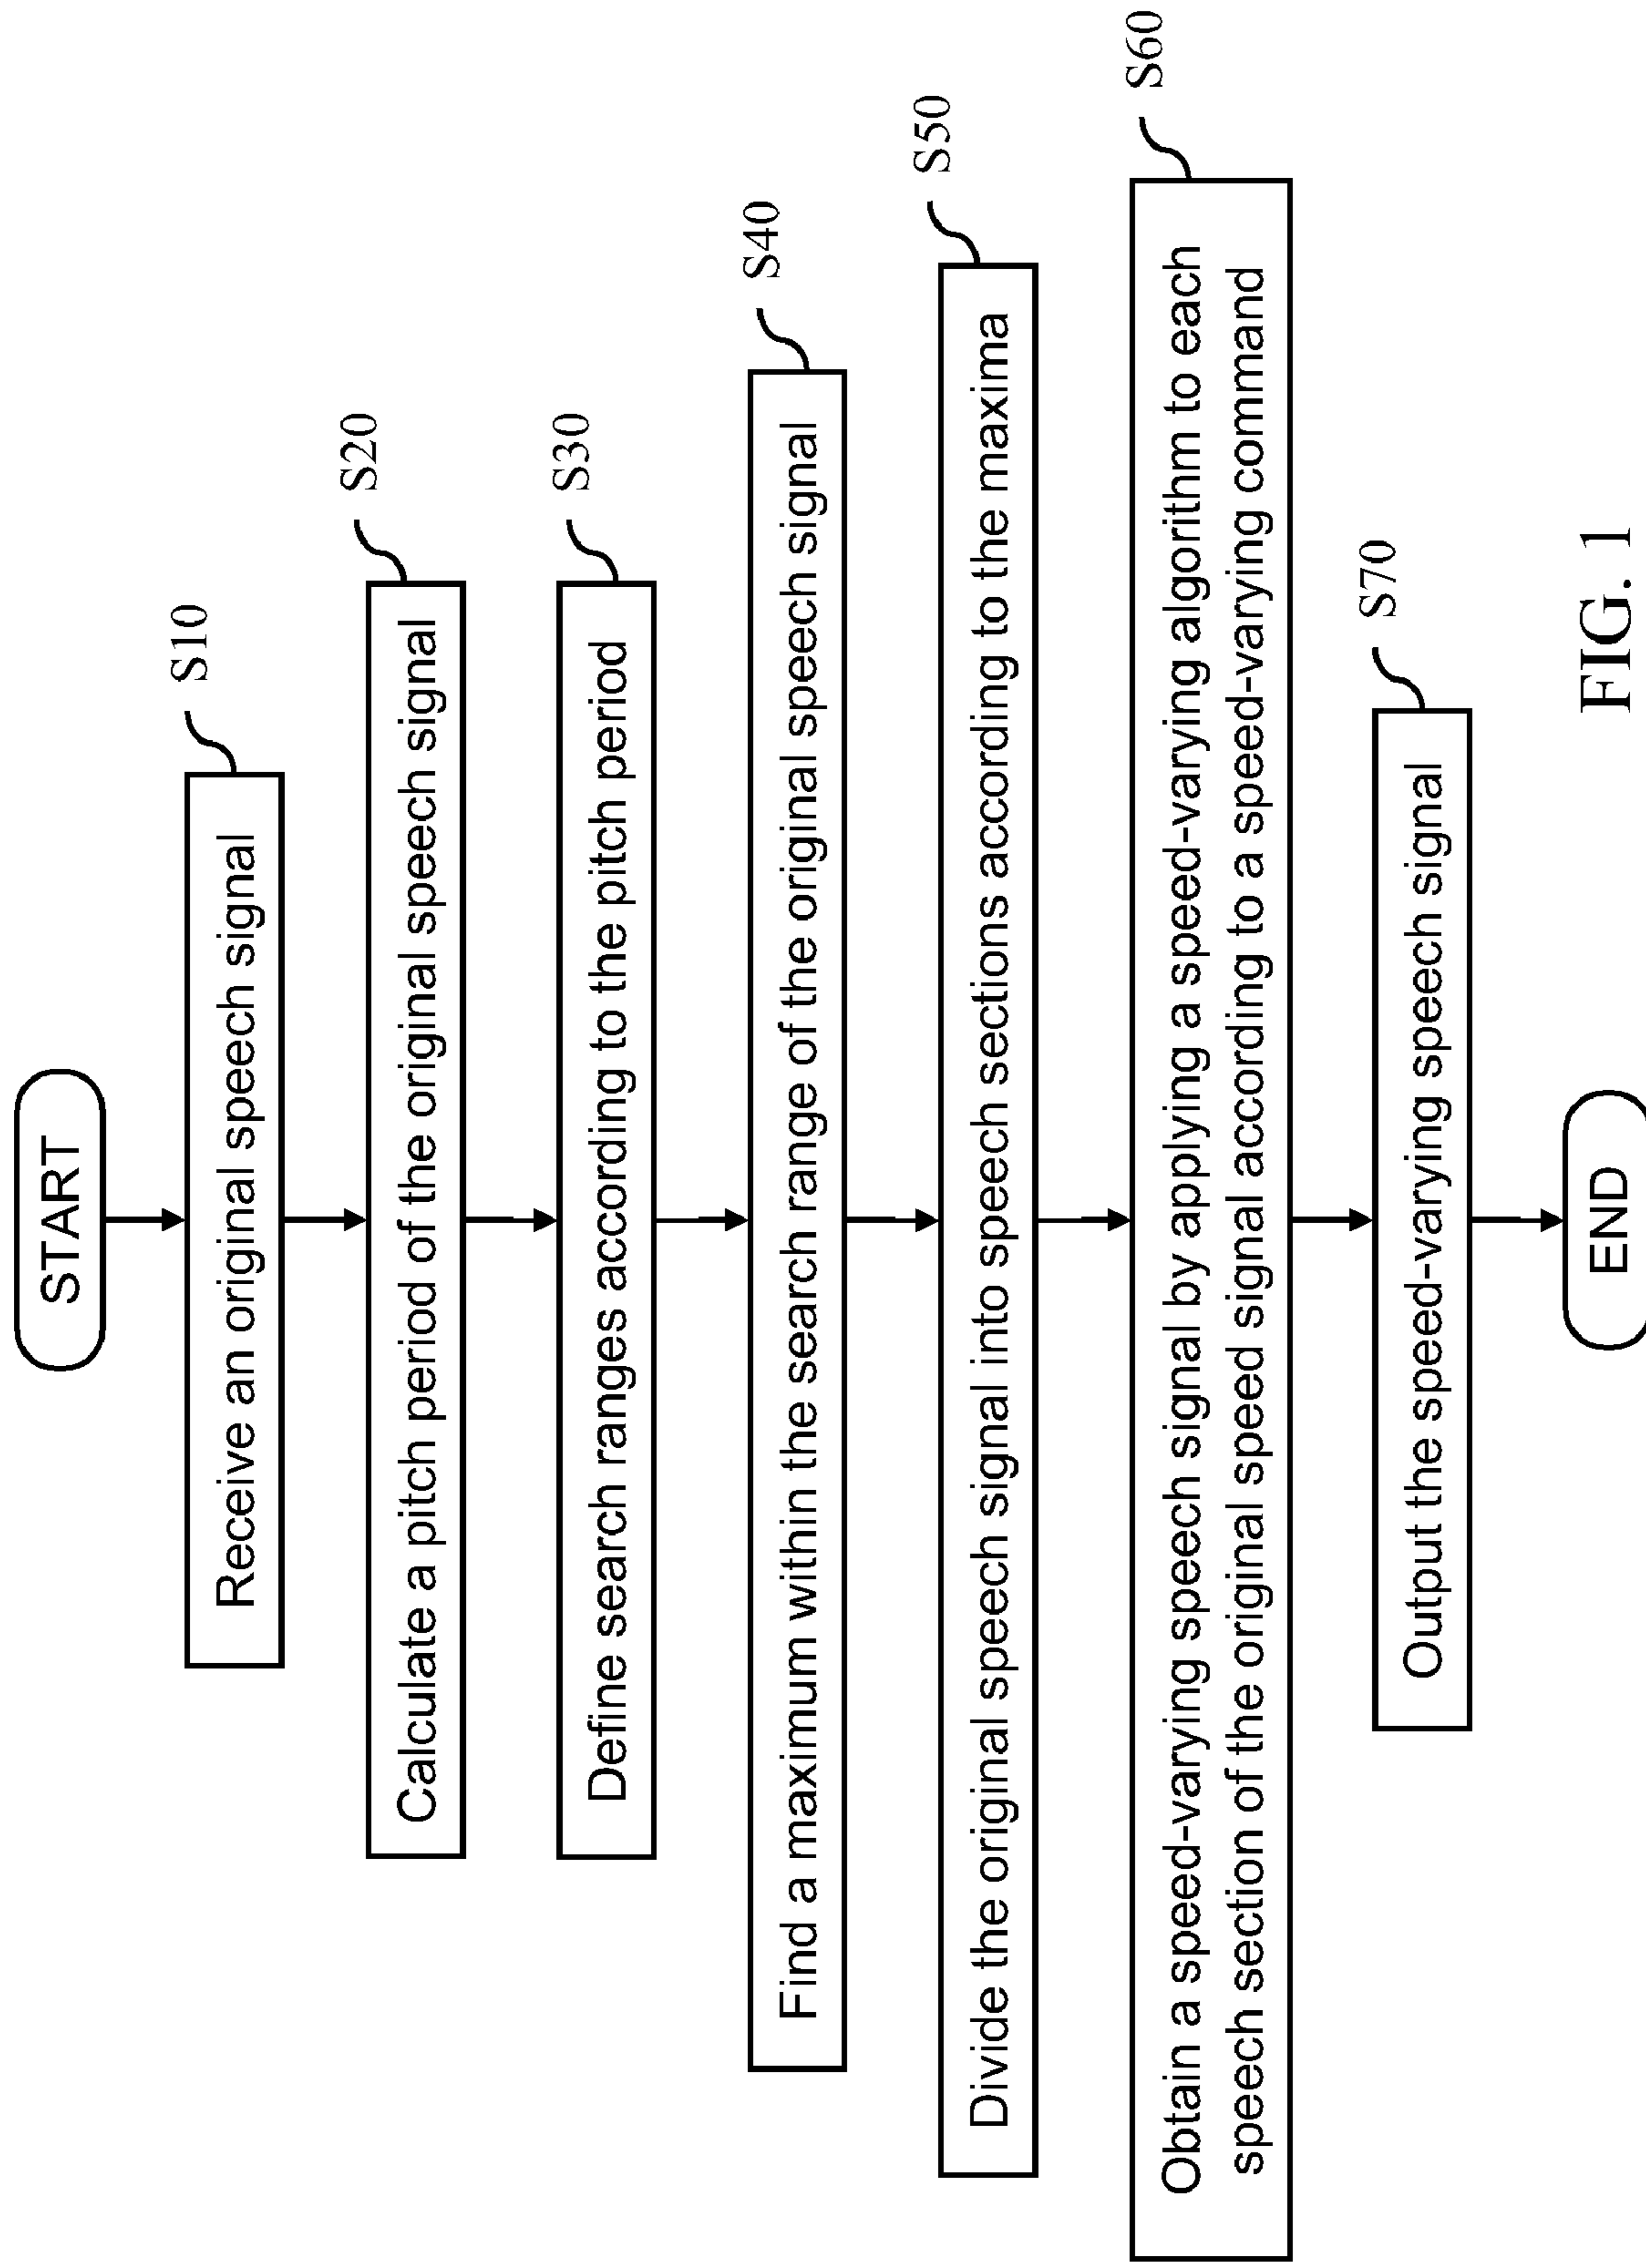 START
Receive an original speech signal
S10
Calculate a pitch period of the original speech signal
S20
Define search ranges according to the pitch period
S30
Find a maximum within the search range of the original speech signal
S40
Divide the original speech signal into speech sections according to the maxima
S50
Obtain a speed-varying speech signal by applying a speed-varying algorithm to each
speech section of the original speed signal according to a speed-varying command
S60
Output the speed-varying speech signal
S70
END
FIG. 1